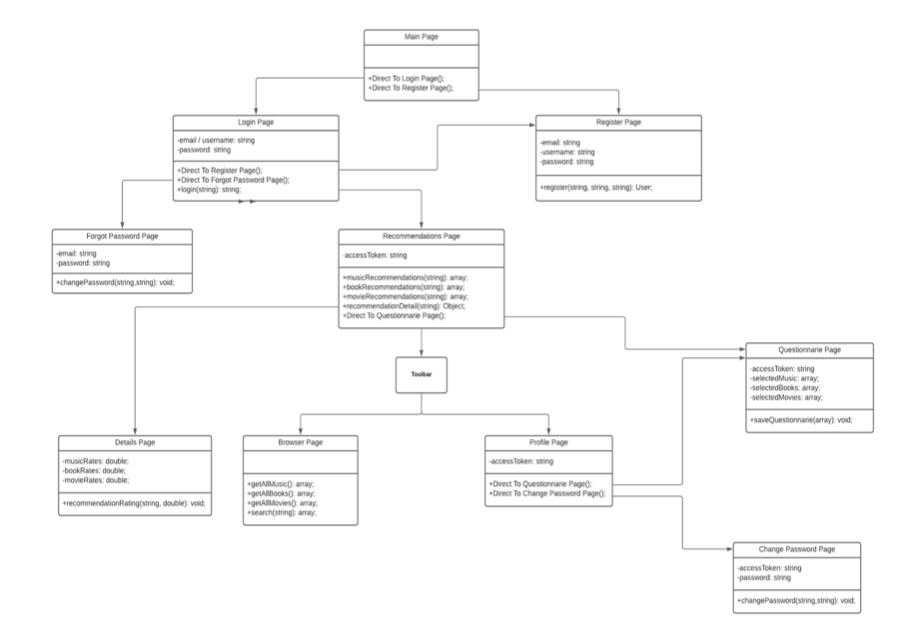 Main Page
+Direct To Login Page();
+Direct To Register Page();
Login Page
-email / username: string
-password: string
+Direct To Register Page();
+Direct To Forgot Password Page();
+login(string): string;
Register Page
-email: string
-username: string
-password: string
+register(string, string, string): User;
Forgot Password Page
-email: string
-password: string
+changePassword(string,string): void;
Recommendations Page
-accessToken: string
+musicRecommendations(string): array;
+bookRecommendations(string): array;
+movieRecommendations(string): array;
+recommendationDetail(string): Object;
+Direct To Questionnarie Page();
Toolbar
Questionnarie Page
-accessToken: string
-selectedMusic: array;
-selectedBooks: array;
-selectedMovies: array;
+saveQuestionnarie(array): void;
Details Page
-musicRates: double;
-bookRates: double;
-movieRates: double;
+recommendationRating(string, double): void;
Browser Page
+getAllMusic(): array;
+getAllBooks(): array;
+getAllMovies(): array;
+search(string): array;
Profile Page
-accessToken: string
+Direct To Questionnarie Page();
+Direct To Change Password Page();
Change Password Page
-accessToken: string
-password: string
+changePassword(string,string): void;